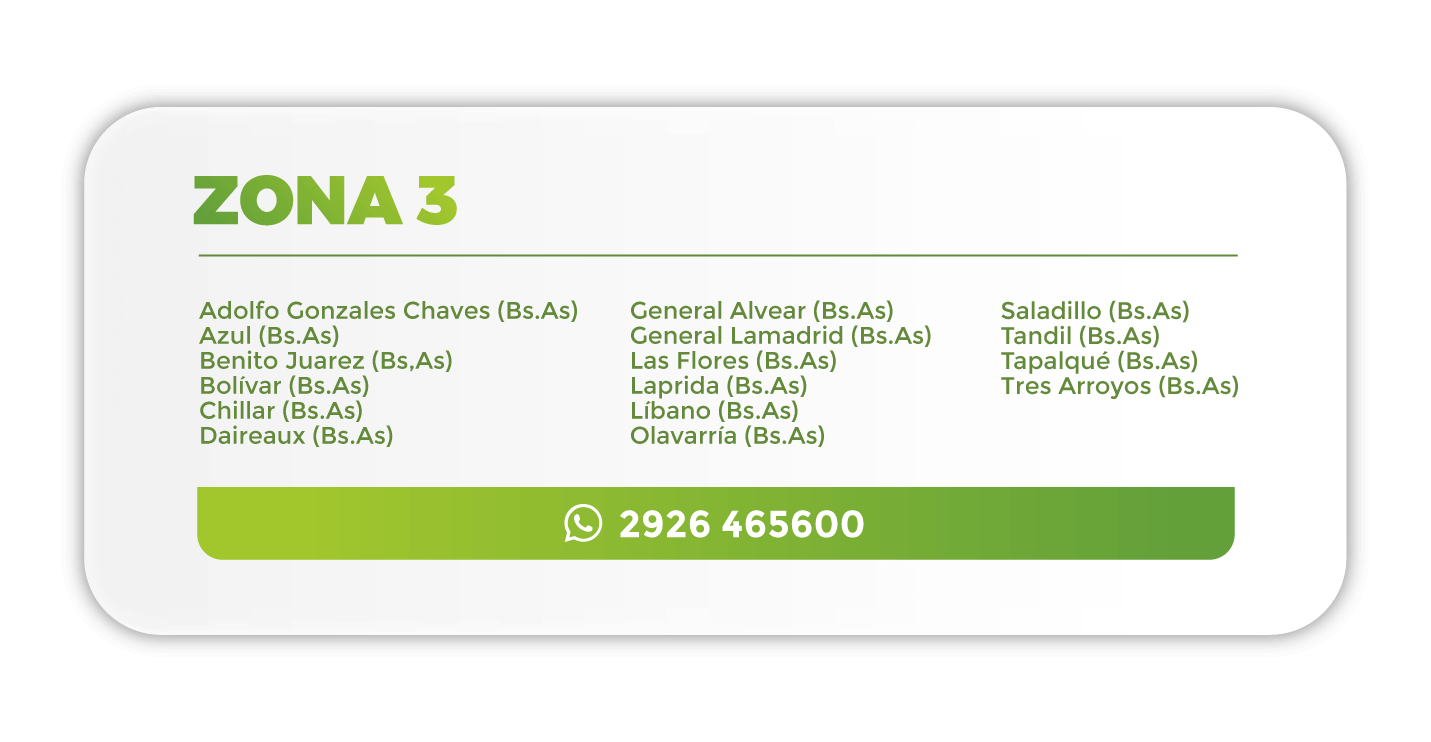 ZONA 3
Adolfo Gonzales Chaves (Bs.As)
Azul (Bs.As)
Benito Juarez (Bs,As)
Bolívar (Bs.As)
Chillar (Bs.As)
Daireaux (Bs.As)
General Alvear (Bs.As)
General Lamadrid (Bs.As)
Las Flores (Bs.As)
Laprida (Bs.As)
Líbano (Bs.As)
Olavarría (Bs.As)
Saladillo (Bs.As)
Tandil (Bs.As)
Tapalqué (Bs.As)
Tres Arroyos (Bs.As)
2926 465600